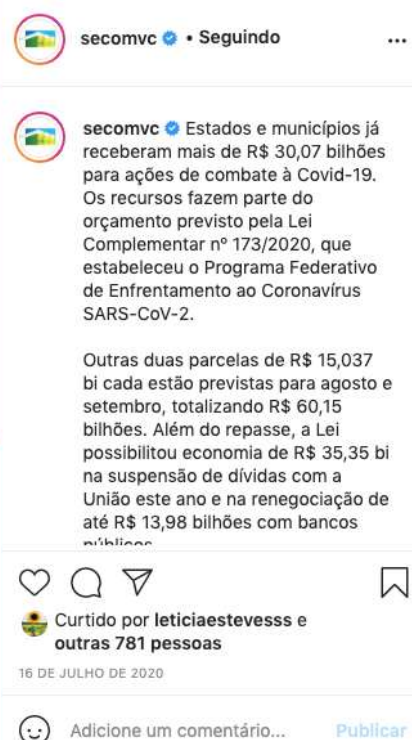 secomvc • Seguindo
secomvc Estados e municípios já
receberam mais de R$ 30,07 bilhões
para ações de combate à Covid-19.
Os recursos fazem parte do
orçamento previsto pela Lei
Complementar nº 173/2020, que
estabeleceu o Programa Federativo
de Enfrentamento ao Coronavírus
SARS-CoV-2.
Outras duas parcelas de R$ 15,037
bi cada estão previstas para agosto e
setembro, totalizando R$ 60,15
bilhões. Além do repasse, a Lei
possibilitou economia de R$ 35,35 bi
na suspensão de dívidas com a
União este ano e na renegociação de
até R$ 13,98 bilhões com bancos
públicos
Curtido por leticiaestevesss e
outras 781 pessoas
16 DE JULHO DE 2020
Adicione um comentário... Publicar